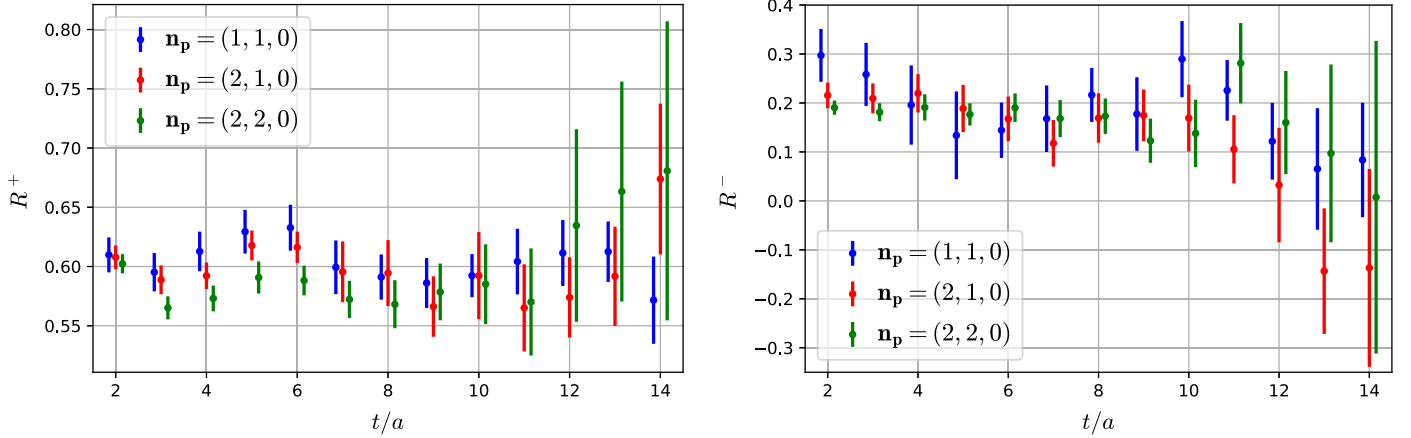 0.80
0.75
0.70
0.65
0.60
0.55
R⁺
n_p = (1, 1, 0)
n_p = (2, 1, 0)
n_p = (2, 2, 0)
2 4 6 8 10 12 14
t/a
0.4
0.3
0.2
0.1
0.0
−0.1
−0.2
−0.3
R⁻
n_p = (1, 1, 0)
n_p = (2, 1, 0)
n_p = (2, 2, 0)
2 4 6 8 10 12 14
t/a